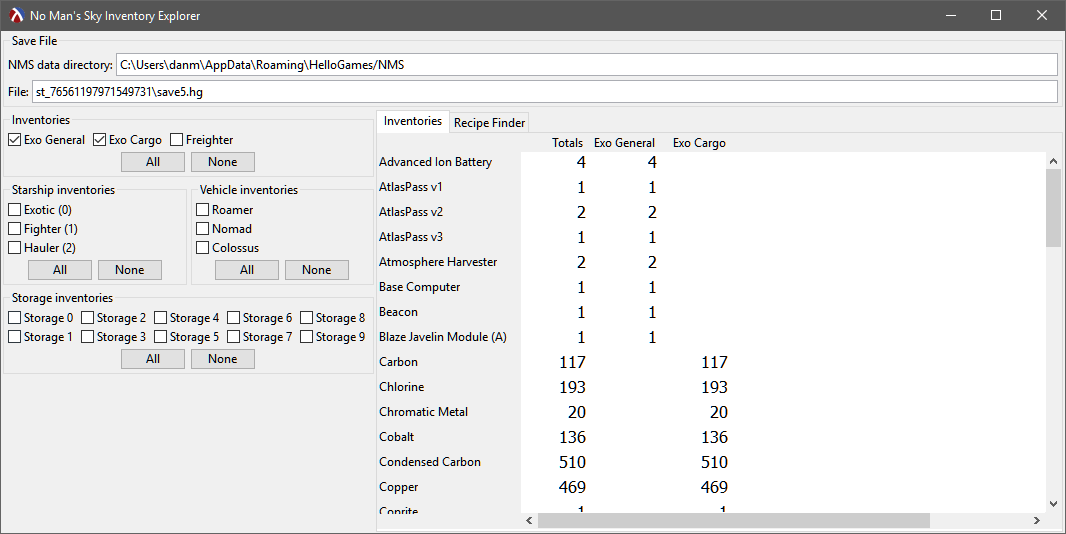 No Man's Sky Inventory Explorer
Save File
NMS data directory: C:\Users\danm\AppData\Roaming\HelloGames/NMS
File: st_76561197971549731\save5.hg
Inventories
Exo General Exo Cargo Freighter
All None
Starship inventories
Exotic (0)
Fighter (1)
Hauler (2)
All None
Vehicle inventories
Roamer
Nomad
Colossus
All None
Storage inventories
Storage 0 Storage 2 Storage 4 Storage 6 Storage 8
Storage 1 Storage 3 Storage 5 Storage 7 Storage 9
All None
Inventories Recipe Finder
Totals Exo General Exo Cargo
Advanced Ion Battery 4 4
AtlasPass v1 1 1
AtlasPass v2 2 2
AtlasPass v3 1 1
Atmosphere Harvester 2 2
Base Computer 1 1
Beacon 1 1
Blaze Javelin Module (A) 1 1
Carbon 117 117
Chlorine 193 193
Chromatic Metal 20 20
Cobalt 136 136
Condensed Carbon 510 510
Copper 469 469
Coprite 1 1